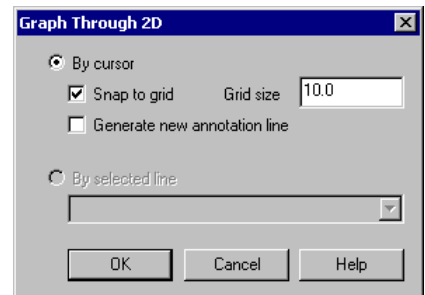 Graph Through 2D
By cursor
Snap to grid Grid size 10.0
Generate new annotation line
By selected line
OK Cancel Help